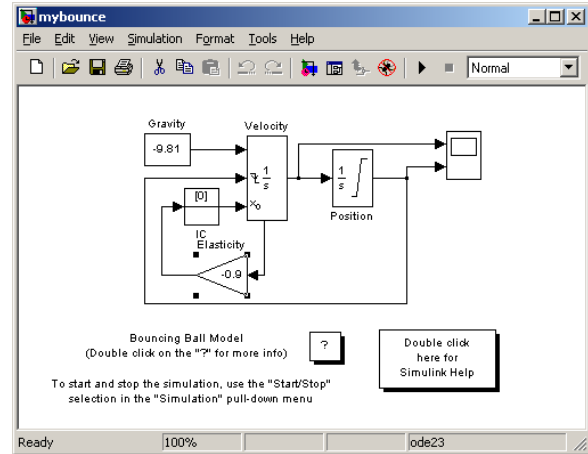 mybounce
File Edit View Simulation Format Tools Help
Normal
Gravity
Velocity
-9.81
1
s
1
s
[0]
x0
Position
IC
Elasticity
-0.9
Bouncing Ball Model
(Double click on the "?" for more info)
?
Double click
here for
Simulink Help
To start and stop the simulation, use the "Start/Stop"
selection in the "Simulation" pull-down menu
Ready 100% ode23